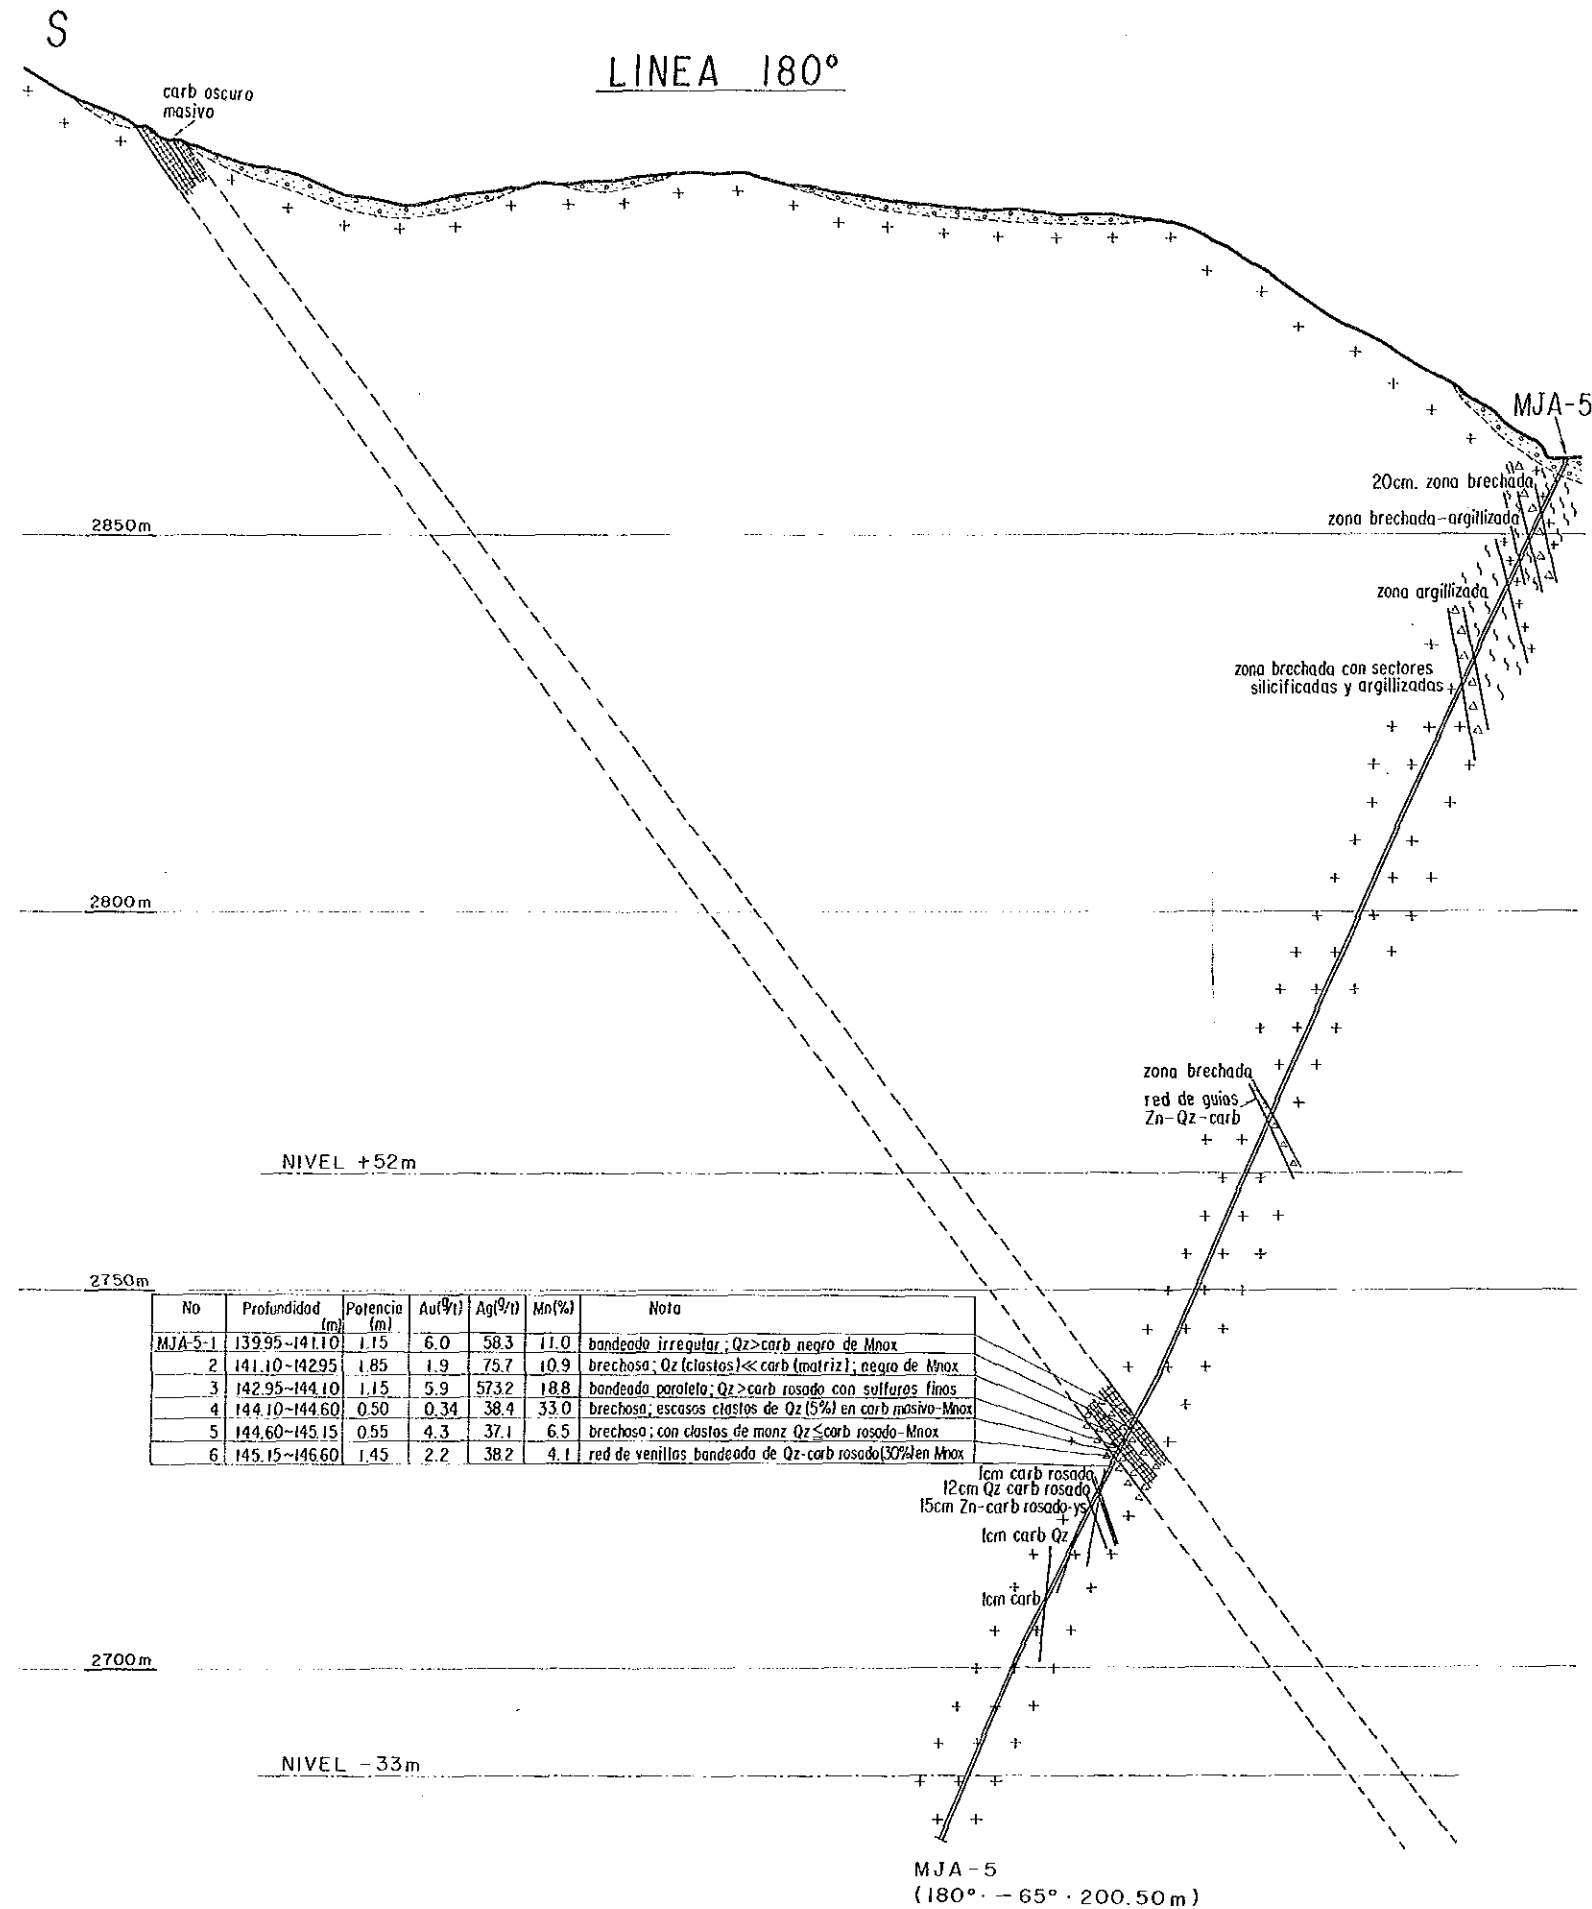 S
LINEA 180°
carb oscuro
masivo
MJA-5
20cm. zona brechada
zona brechada-argillizada
2850m
zona argillizada
zona brechada con sectores
silicificadas y argillizadas
2800m
zona brechada
red de guias
Zn-Qz-carb
NIVEL +52m
2750m
No Profundidad (m) Potencia (m) Au(g/t) Ag(g/t) Mn(%) Nota
MJA-5-1 139.95~141.10 1.15 6.0 58.3 11.0 bandeado irregular; Qz>carb negro de Mnox
2 141.10~142.95 1.85 1.9 75.7 10.9 brechosa; Qz(clastos)≪carb(matriz); negro de Mnox
3 142.95~144.10 1.15 5.9 573.2 18.8 bandeado paralelo; Qz>carb rosado con sulfuros finos
4 144.10~144.60 0.50 0.34 38.4 33.0 brechosa; escasos clastos de Qz(5%) en carb masivo-Mnox
5 144.60~145.15 0.55 4.3 37.1 6.5 brechosa; con clastos de monz Qz≤carb rosado-Mnox
6 145.15~146.60 1.45 2.2 38.2 4.1 red de venillas bandeada de Qz-carb rosado(30%)en Mnox
1cm carb rosado
12cm Qz carb rosado
15cm Zn-carb rosado-ys
1cm carb Qz
1cm carb
2700m
NIVEL -33m
MJA-5
(180°·-65°·200.50m)